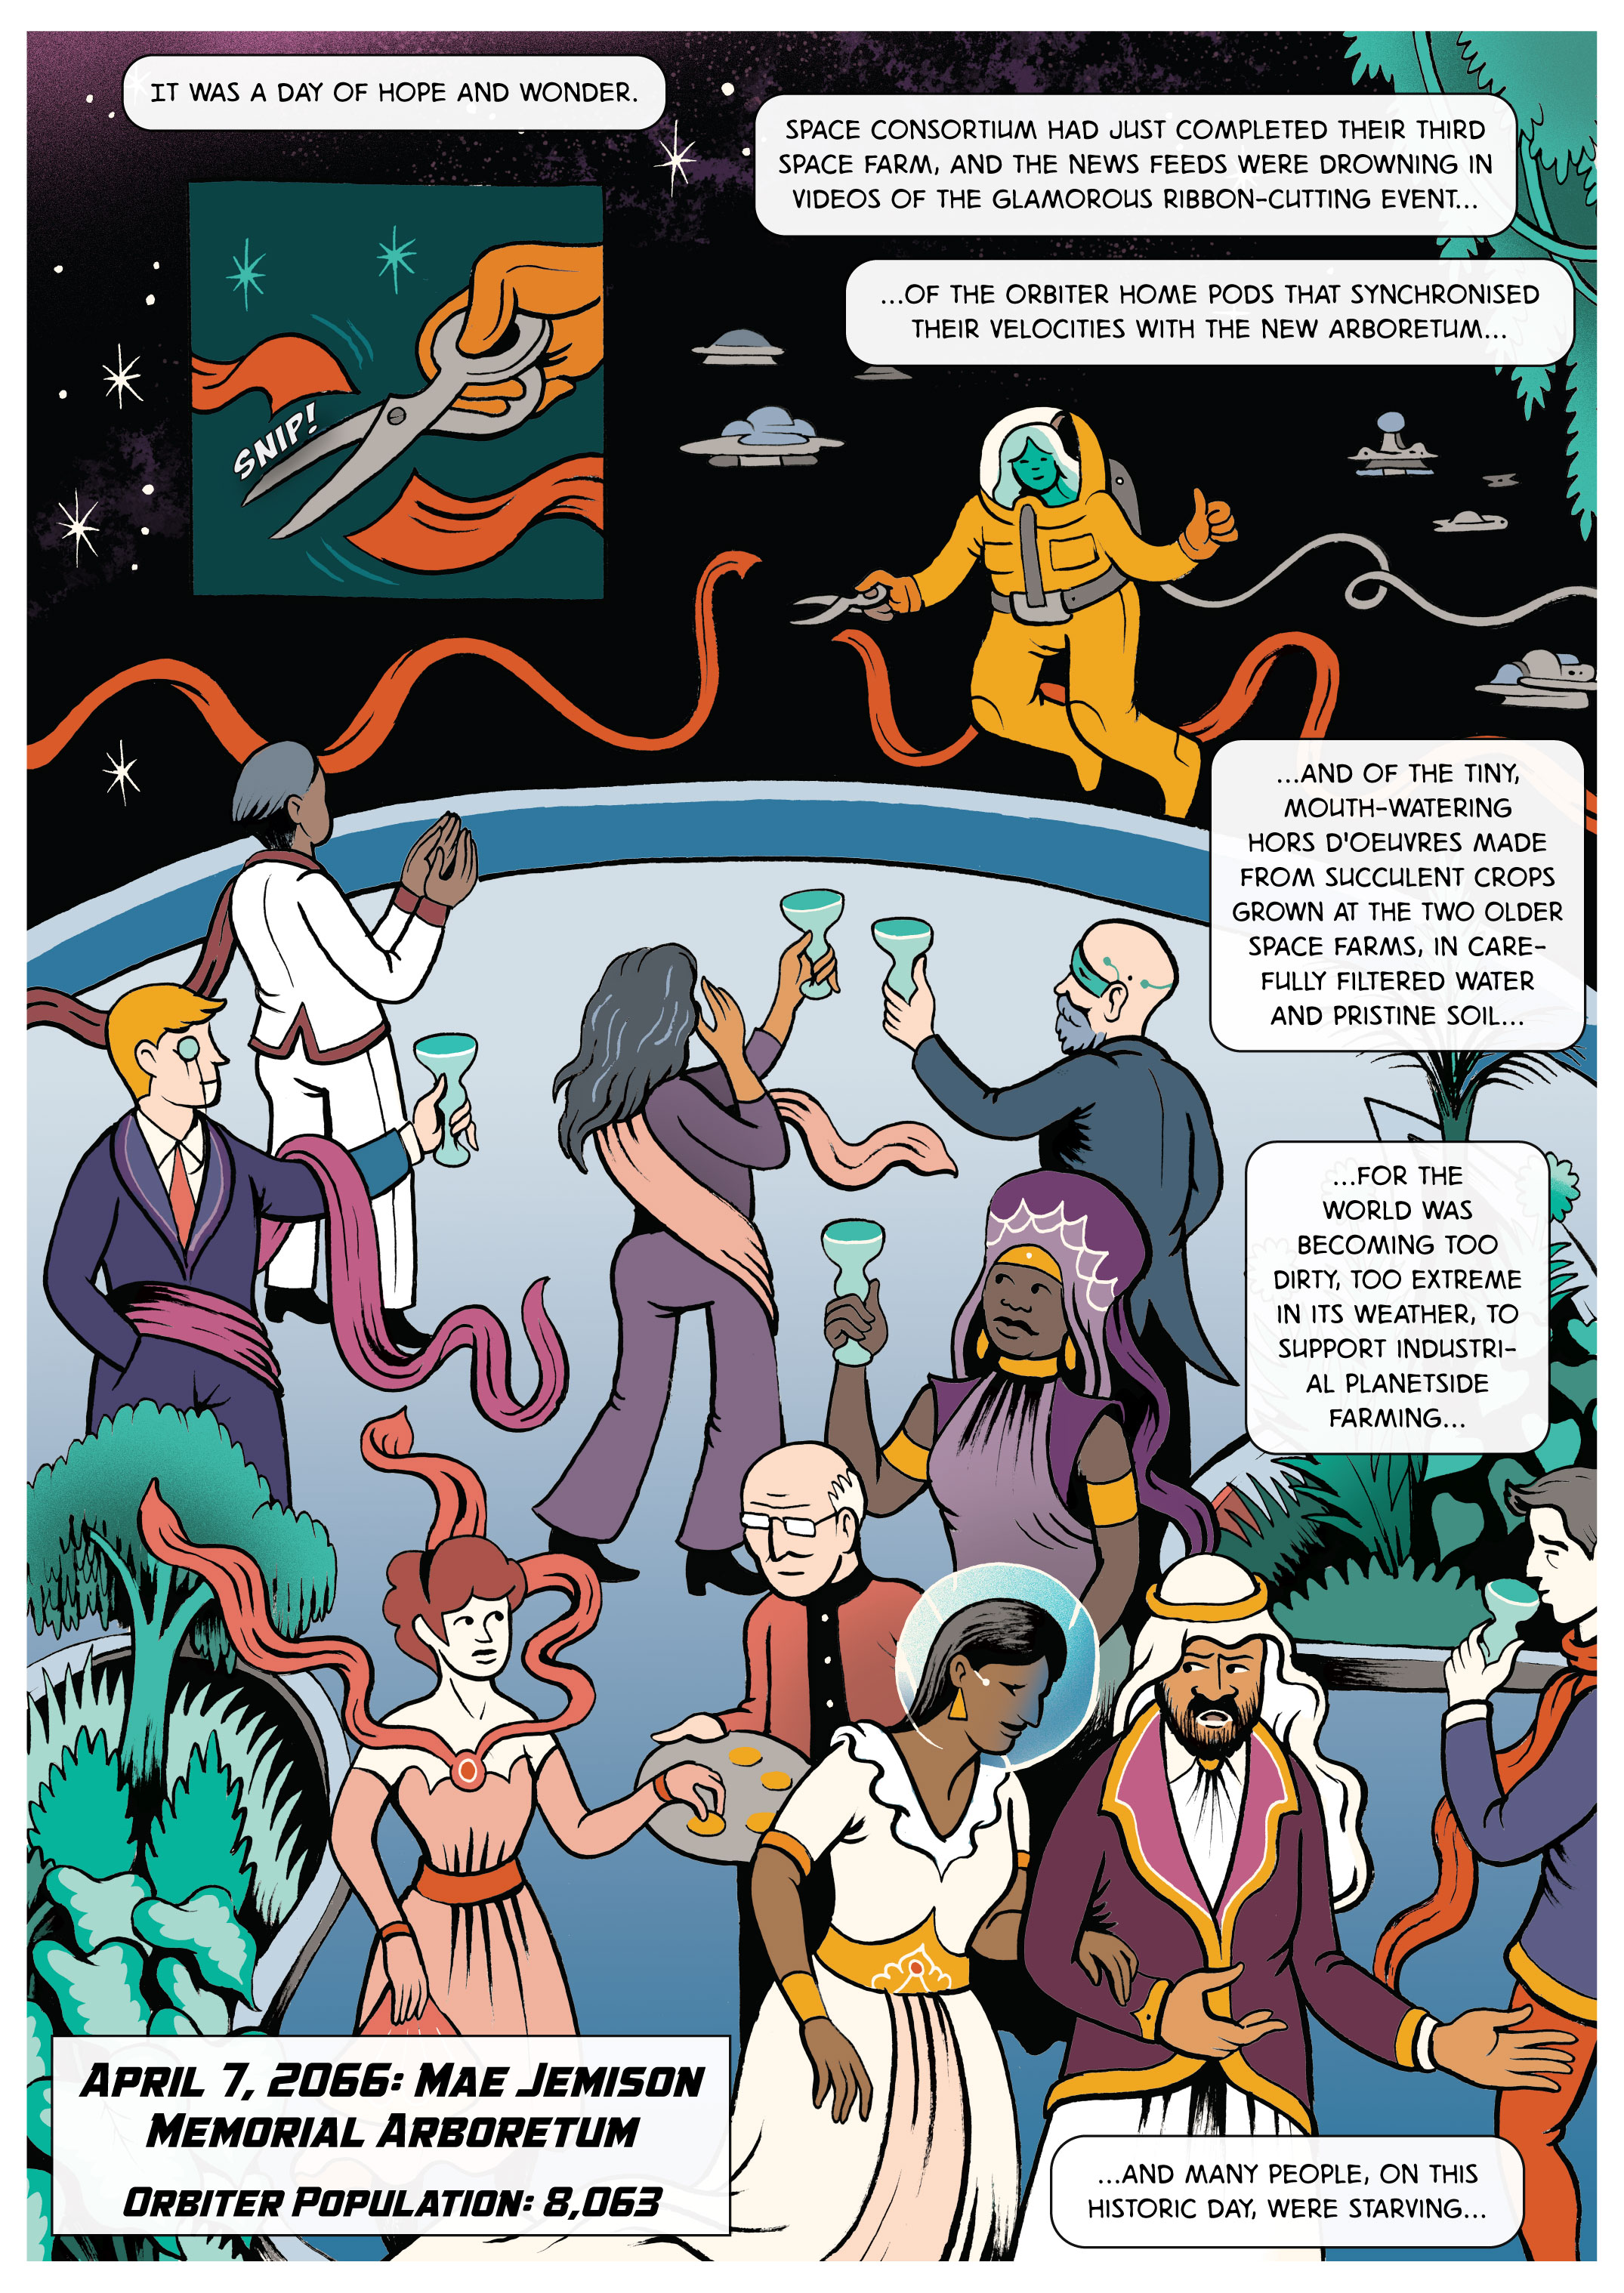 IT WAS A DAY OF HOPE AND WONDER.
SPACE CONSORTIUM HAD JUST COMPLETED THEIR THIRD
SPACE FARM, AND THE NEWS FEEDS WERE DROWNING IN
VIDEOS OF THE GLAMOROUS RIBBON-CUTTING EVENT...
...OF THE ORBITER HOME PODS THAT SYNCHRONISED
THEIR VELOCITIES WITH THE NEW ARBORETUM...
SNIP!
...AND OF THE TINY,
MOUTH-WATERING
HORS D'OEUVRES MADE
FROM SUCCULENT CROPS
GROWN AT THE TWO OLDER
SPACE FARMS, IN CARE-
FULLY FILTERED WATER
AND PRISTINE SOIL...
...FOR THE
WORLD WAS
BECOMING TOO
DIRTY, TOO EXTREME
IN ITS WEATHER, TO
SUPPORT INDUSTRI-
AL PLANETSIDE
FARMING...
APRIL 7, 2066: MAE JEMISON
MEMORIAL ARBORETUM
ORBITER POPULATION: 8,063
...AND MANY PEOPLE, ON THIS
HISTORIC DAY, WERE STARVING...